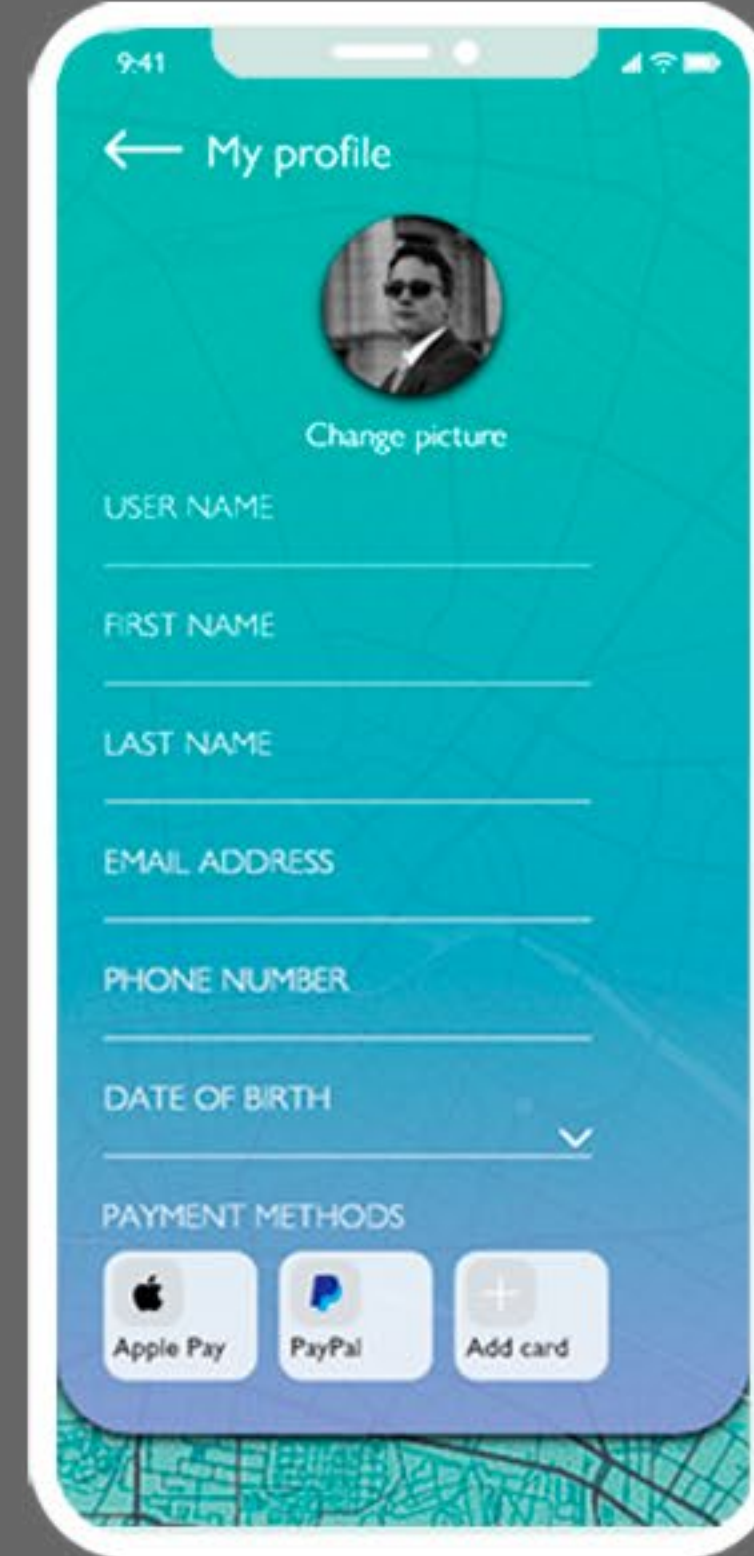 9:41
My profile
Change picture
USER NAME
FIRST NAME
LAST NAME
EMAIL ADDRESS
PHONE NUMBER
DATE OF BIRTH
PAYMENT METHODS
Apple Pay PayPal Add card